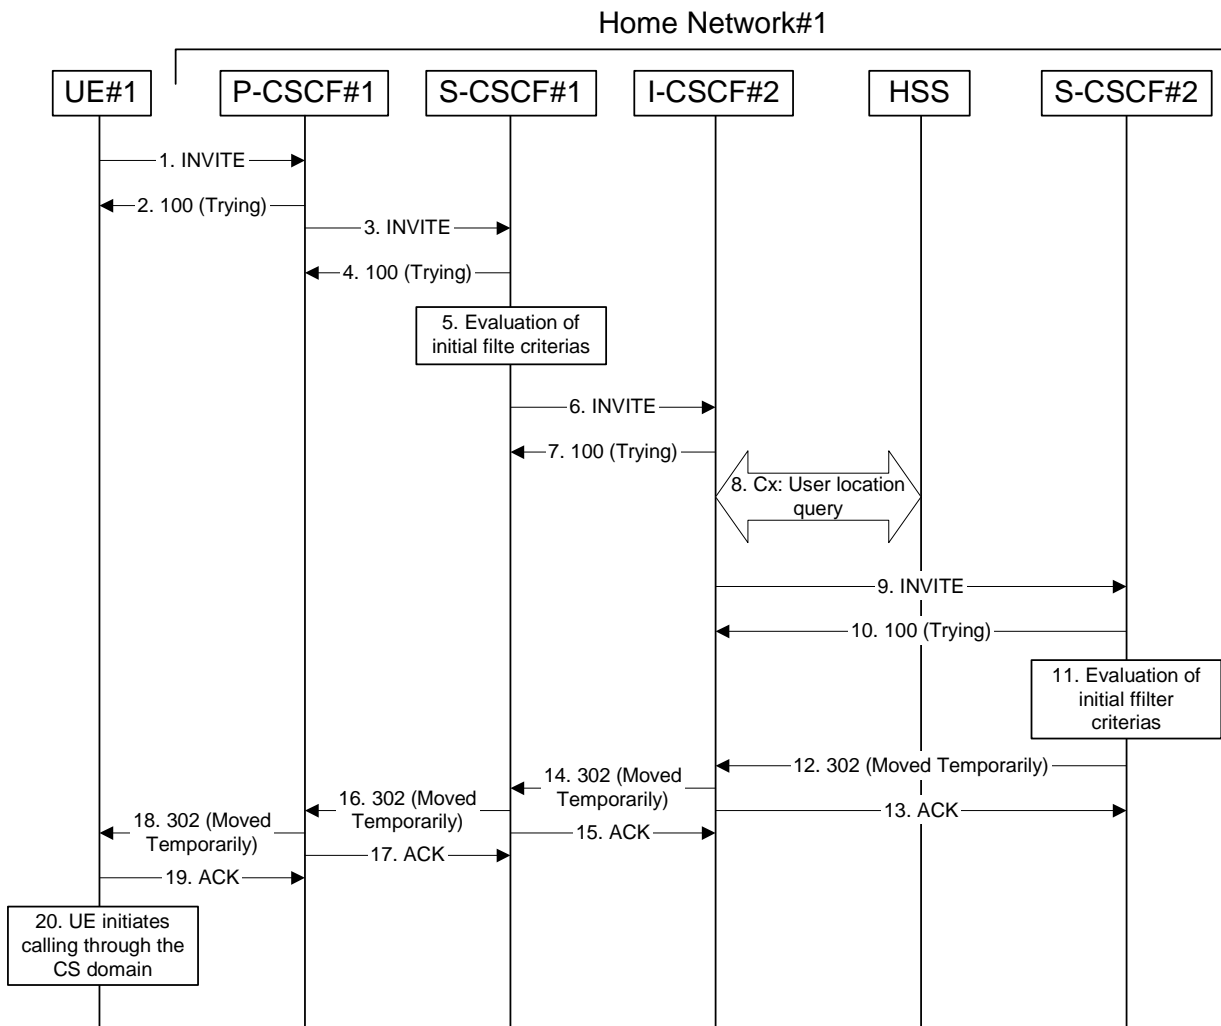 Home Network#1
UE#1
P-CSCF#1
S-CSCF#1
I-CSCF#2
HSS
S-CSCF#2
1. INVITE
2. 100 (Trying)
3. INVITE
4. 100 (Trying)
5. Evaluation of
initial filte criterias
6. INVITE
7. 100 (Trying)
8. Cx: User location
query
9. INVITE
10. 100 (Trying)
11. Evaluation of
initial ffilter
criterias
12. 302 (Moved Temporarily)
13. ACK
14. 302 (Moved
Temporarily)
15. ACK
16. 302 (Moved
Temporarily)
17. ACK
18. 302 (Moved
Temporarily)
19. ACK
20. UE initiates
calling through the
CS domain